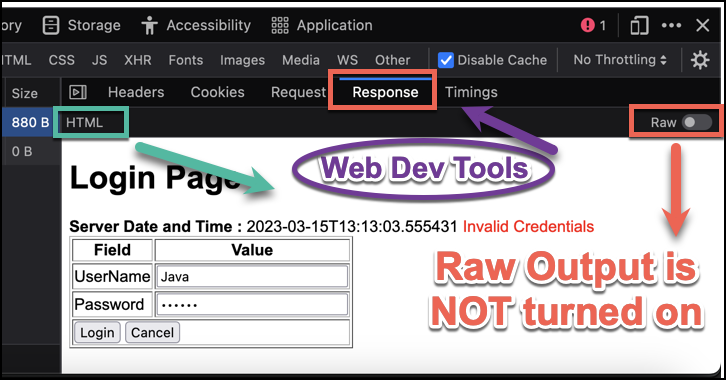 ory Storage Accessibility Application 1
HTML CSS JS XHR Fonts Images Media WS Other Disable Cache No Throttling
Size Headers Cookies Request Response Timings
880 B HTML Raw
0 B
Web Dev Tools
Login Page
Server Date and Time : 2023-03-15T13:13:03.555431 Invalid Credentials
Field Value
UserName Java
Password ••••••
Login Cancel
Raw Output is
NOT turned on